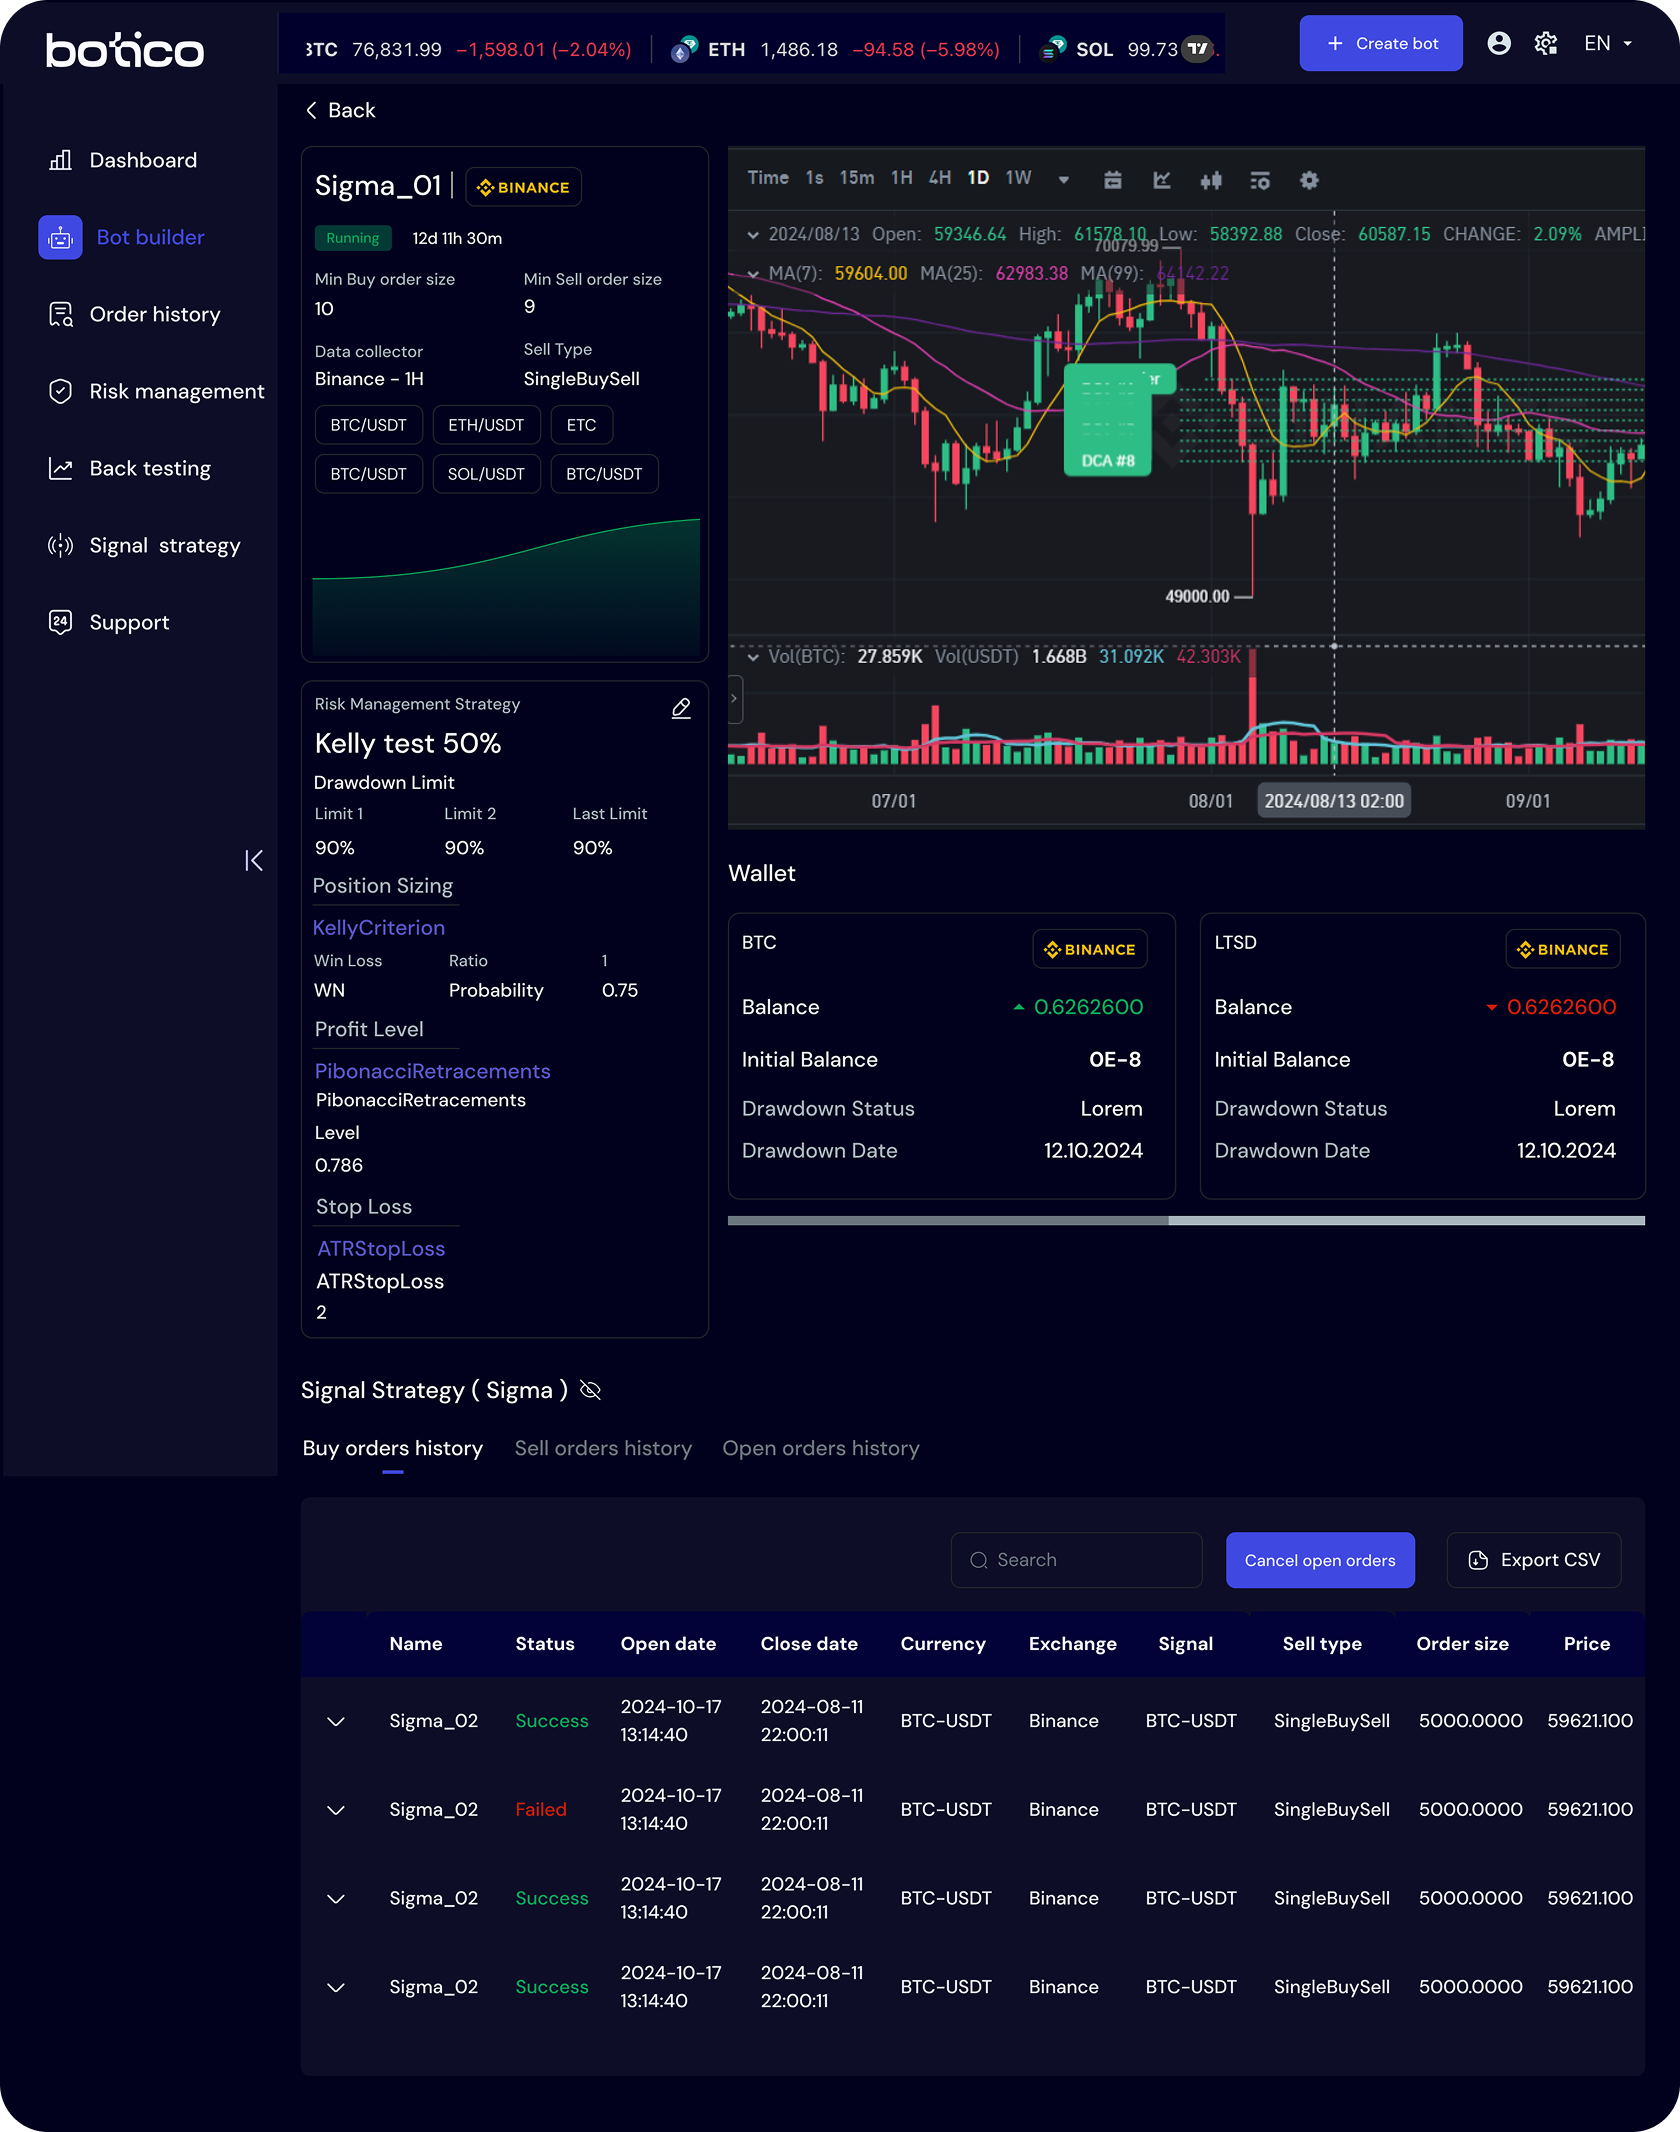 botico
BTC 76,831.99 −1,598.01 (−2.04%) ETH 1,486.18 −94.58 (−5.98%) SOL 99.73
+ Create bot
EN
Back
Dashboard
Bot builder
Order history
Risk management
Back testing
Signal strategy
24 Support
Sigma_01 | BINANCE
Running 12d 11h 30m
Min Buy order size Min Sell order size
10 9
Data collector Sell Type
Binance - 1H SingleBuySell
BTC/USDT ETH/USDT ETC
BTC/USDT SOL/USDT BTC/USDT
Time 1s 15m 1H 4H 1D 1W
2024/08/13 Open: 59346.64 High: 61578.10 Low: 58392.88 Close: 60587.15 CHANGE: 2.09% AMPLI
70079.99
MA(7): 59604.00 MA(25): 62983.38 MA(99): 64142.22
DCA #8
49000.00
Vol(BTC): 27.859K Vol(USDT) 1.668B 31.092K 42.303K
07/01 08/01 2024/08/13 02:00 09/01
Risk Management Strategy
Kelly test 50%
Drawdown Limit
Limit 1 Limit 2 Last Limit
90% 90% 90%
Position Sizing
KellyCriterion
Win Loss Ratio 1
WN Probability 0.75
Profit Level
PibonacciRetracements
PibonacciRetracements
Level
0.786
Stop Loss
ATRStopLoss
ATRStopLoss
2
Wallet
BTC BINANCE
Balance 0.6262600
Initial Balance 0E-8
Drawdown Status Lorem
Drawdown Date 12.10.2024
LTSD BINANCE
Balance 0.6262600
Initial Balance 0E-8
Drawdown Status Lorem
Drawdown Date 12.10.2024
Signal Strategy ( Sigma )
Buy orders history Sell orders history Open orders history
Search Cancel open orders Export CSV
Name Status Open date Close date Currency Exchange Signal Sell type Order size Price
Sigma_02 Success 2024-10-17 13:14:40 2024-08-11 22:00:11 BTC-USDT Binance BTC-USDT SingleBuySell 5000.0000 59621.100
Sigma_02 Failed 2024-10-17 13:14:40 2024-08-11 22:00:11 BTC-USDT Binance BTC-USDT SingleBuySell 5000.0000 59621.100
Sigma_02 Success 2024-10-17 13:14:40 2024-08-11 22:00:11 BTC-USDT Binance BTC-USDT SingleBuySell 5000.0000 59621.100
Sigma_02 Success 2024-10-17 13:14:40 2024-08-11 22:00:11 BTC-USDT Binance BTC-USDT SingleBuySell 5000.0000 59621.100